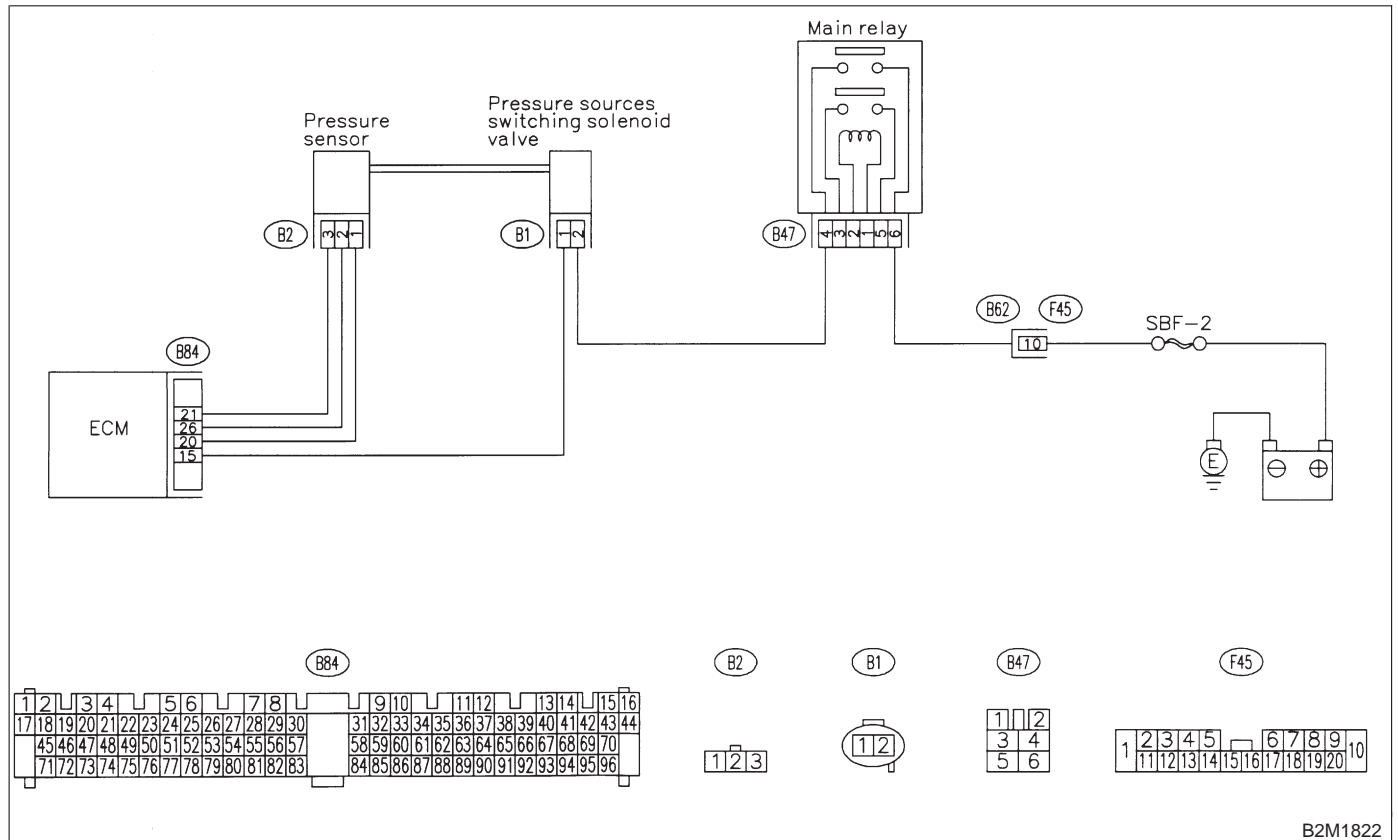 Main relay
Pressure sources
switching solenoid
valve
Pressure
sensor
B2
3 2 1
B1
1 2
B47
4 3 2 1 5 6
B62 F45
10
SBF-2
B84
ECM
21
26
20
15
E
⊖ ⊕
B84
B2
B1
B47
F45
1 2 3 4 5 6 7 8 9 10 11 12 13 14 15 16
17 18 19 20 21 22 23 24 25 26 27 28 29 30 31 32 33 34 35 36 37 38 39 40 41 42 43 44
45 46 47 48 49 50 51 52 53 54 55 56 57 58 59 60 61 62 63 64 65 66 67 68 69 70
71 72 73 74 75 76 77 78 79 80 81 82 83 84 85 86 87 88 89 90 91 92 93 94 95 96
1 2 3
1 2
1 2
3 4
5 6
1 2 3 4 5 6 7 8 9 10
11 12 13 14 15 16 17 18 19 20
B2M1822